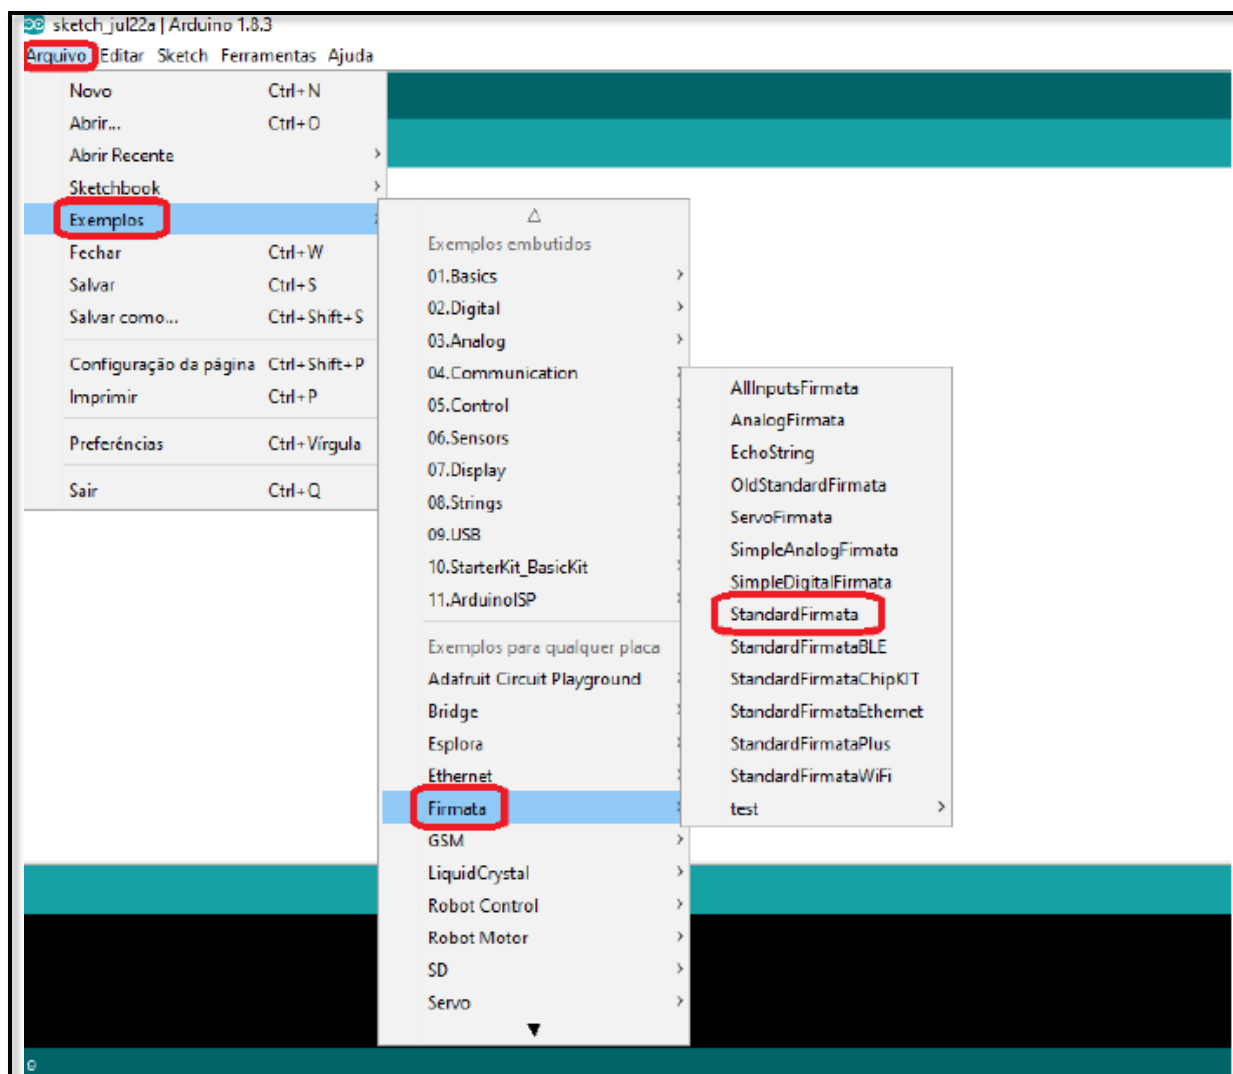 sketch_jul22a | Arduino 1.8.3
Arquivo Editar Sketch Ferramentas Ajuda
Novo Ctrl+N
Abrir... Ctrl+O
Abrir Recente
Sketchbook
Exemplos
Fechar Ctrl+W
Salvar Ctrl+S
Salvar como... Ctrl+Shift+S
Configuração da página Ctrl+Shift+P
Imprimir Ctrl+P
Preferências Ctrl+Vírgula
Sair Ctrl+Q
Exemplos embutidos
01.Basics
02.Digital
03.Analog
04.Communication
05.Control
06.Sensors
07.Display
08.Strings
09.USB
10.StarterKit_BasicKit
11.ArduinoISP
Exemplos para qualquer placa
Adafruit Circuit Playground
Bridge
Esplora
Ethernet
Firmata
GSM
LiquidCrystal
Robot Control
Robot Motor
SD
Servo
AllInputsFirmata
AnalogFirmata
EchoString
OldStandardFirmata
ServoFirmata
SimpleAnalogFirmata
SimpleDigitalFirmata
StandardFirmata
StandardFirmataBLE
StandardFirmataChipKIT
StandardFirmataEthernet
StandardFirmataPlus
StandardFirmataWiFi
test